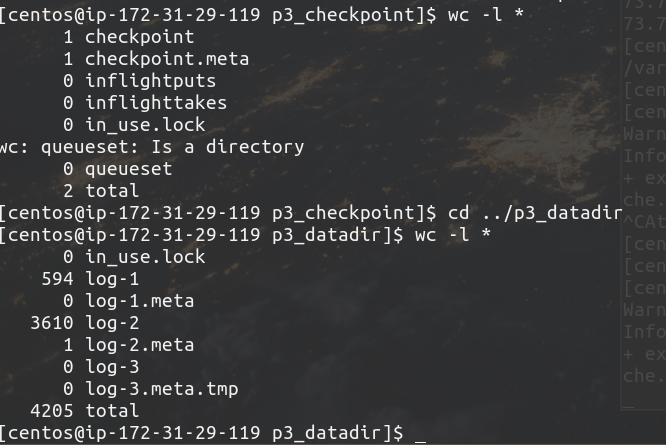 [centos@ip-172-31-29-119 p3_checkpoint]$ wc -l *
1 checkpoint
1 checkpoint.meta
0 inflightputs
0 inflighttakes
0 in_use.lock
wc: queueset: Is a directory
0 queueset
2 total
[centos@ip-172-31-29-119 p3_checkpoint]$ cd ../p3_datadir
[centos@ip-172-31-29-119 p3_datadir]$ wc -l *
0 in_use.lock
594 log-1
0 log-1.meta
3610 log-2
1 log-2.meta
0 log-3
0 log-3.meta.tmp
4205 total
[centos@ip-172-31-29-119 p3_datadir]$ _
73.7
[cen
/var
[cen
[cen
Warn
Info
+ ex
che.
^CAt
[cen
[cen
[cen
Warn
Info
+ ex
che.